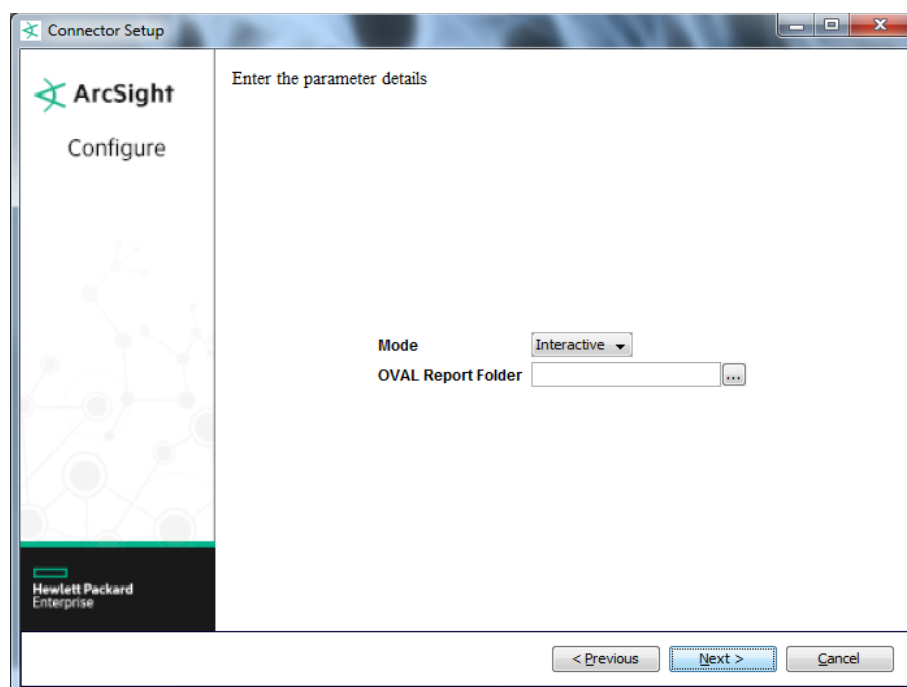 Connector Setup
ArcSight
Configure
Enter the parameter details
Mode
Interactive
OVAL Report Folder
...
Hewlett Packard
Enterprise
< Previous
Next >
Cancel